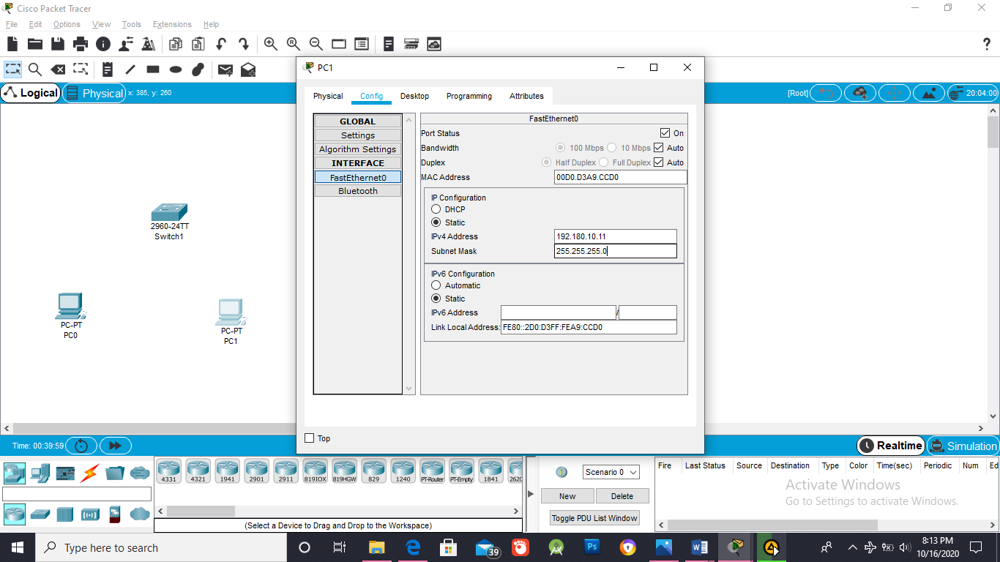 Cisco Packet Tracer
File Edit Options View Tools Extensions Help
?
Logical Physical x: 385, y: 260 [Root] 20:04:00
PC1
Physical Config Desktop Programming Attributes
GLOBAL
Settings
Algorithm Settings
INTERFACE
FastEthernet0
Bluetooth
FastEthernet0
Port Status On
Bandwidth 100 Mbps 10 Mbps Auto
Duplex Half Duplex Full Duplex Auto
MAC Address 00D0.D3A9.CCD0
IP Configuration
DHCP
Static
IPv4 Address 192.180.10.11
Subnet Mask 255.255.255.0
IPv6 Configuration
Automatic
Static
IPv6 Address /
Link Local Address: FE80::2D0:D3FF:FEA9:CCD0
Top
2960-24TT
Switch1
PC-PT
PC0
PC-PT
PC1
Time: 00:39:59 Realtime Simulation
4331 4321 1941 2901 2911 819IOX 819HGW 829 1240 PT-Router PT-Empty 1841 2620
(Select a Device to Drag and Drop to the Workspace)
Scenario 0
New Delete
Toggle PDU List Window
Fire Last Status Source Destination Type Color Time(sec) Periodic Num Ed
Activate Windows
Go to Settings to activate Windows.
Type here to search
39
Ps
8:13 PM
10/16/2020